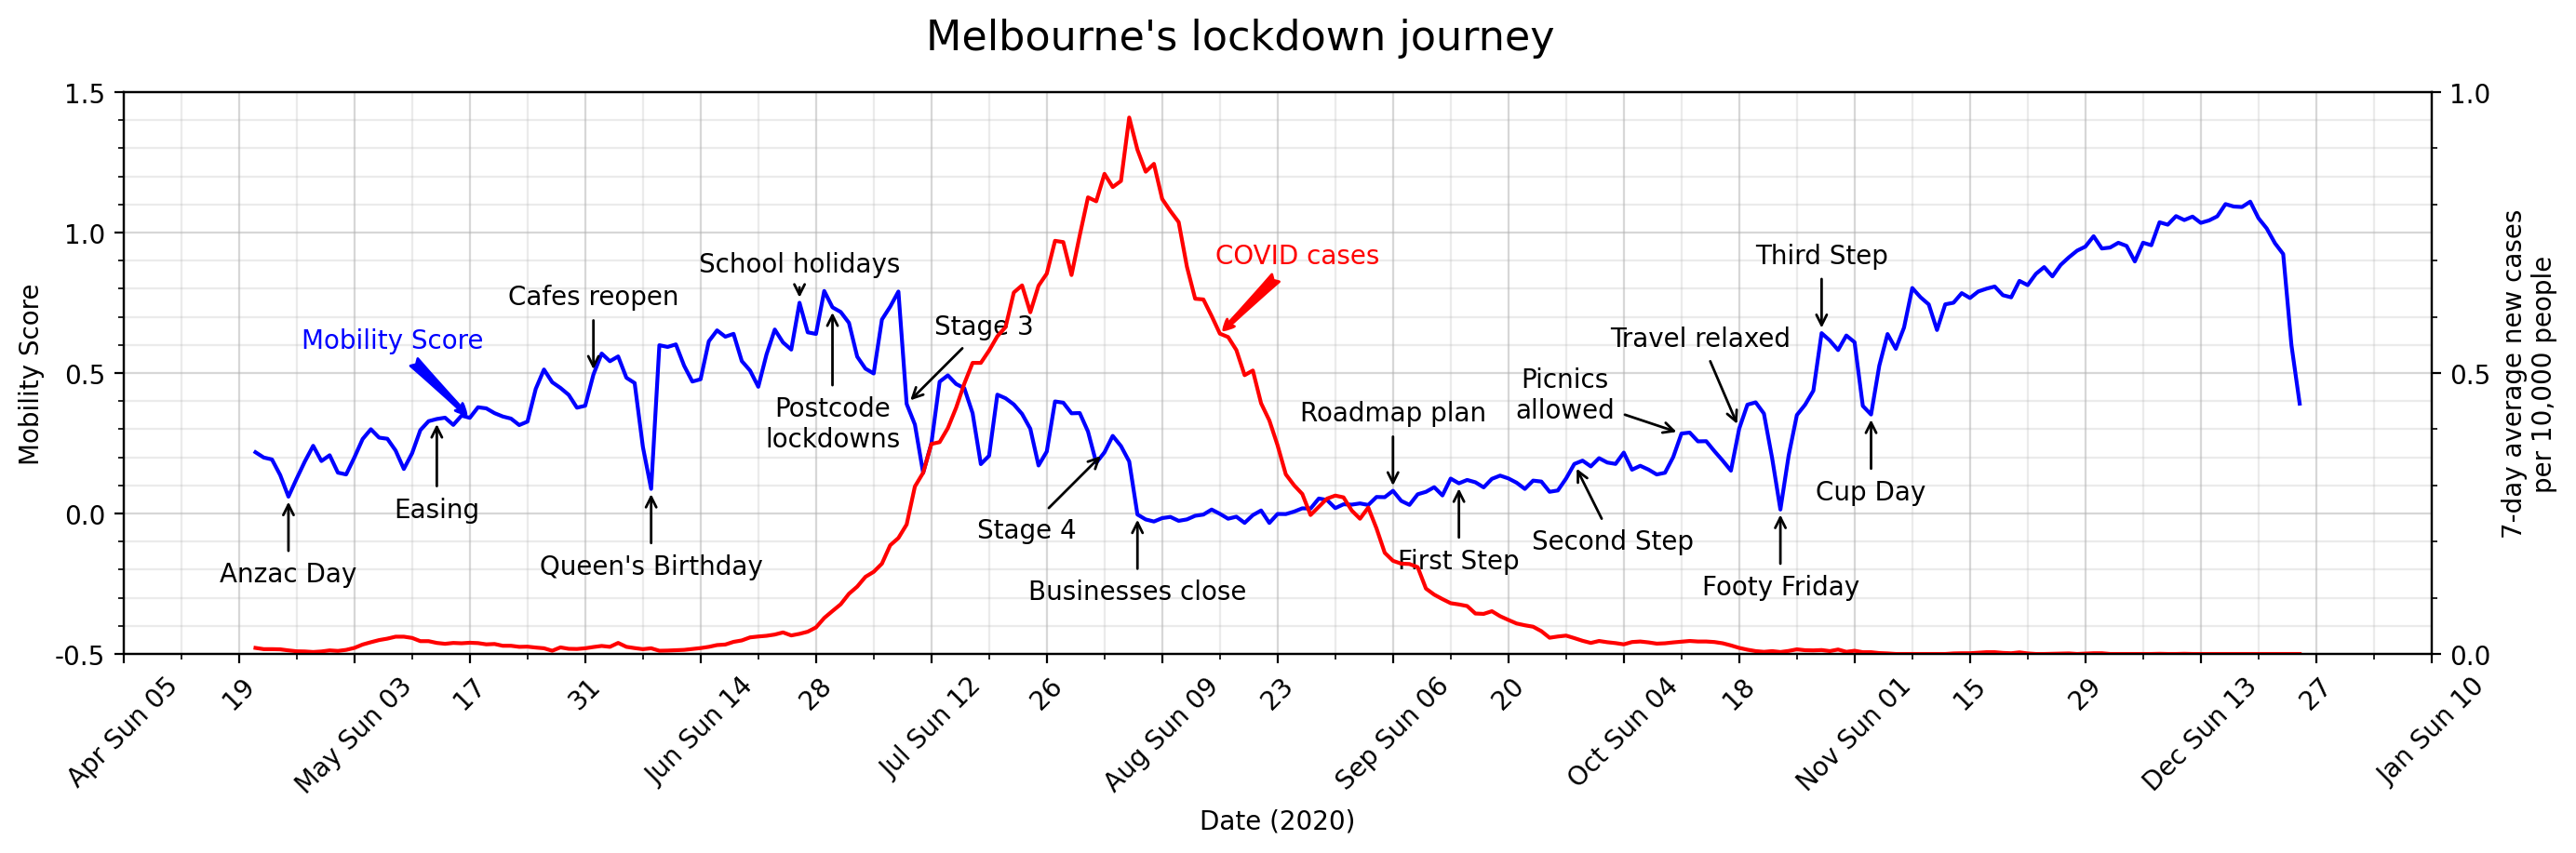 Melbourne's lockdown journey
1.5
1.0
0.5
0.0
-0.5
Mobility Score
1.0
0.5
0.0
7-day average new cases
per 10,000 people
Mobility Score
COVID cases
Anzac Day
Easing
Cafes reopen
Queen's Birthday
School holidays
Postcode
lockdowns
Stage 3
Stage 4
Businesses close
Roadmap plan
First Step
Second Step
Picnics
allowed
Travel relaxed
Footy Friday
Third Step
Cup Day
Apr Sun 05
19
May Sun 03
17
31
Jun Sun 14
28
Jul Sun 12
26
Aug Sun 09
23
Sep Sun 06
20
Oct Sun 04
18
Nov Sun 01
15
29
Dec Sun 13
27
Jan Sun 10
Date (2020)